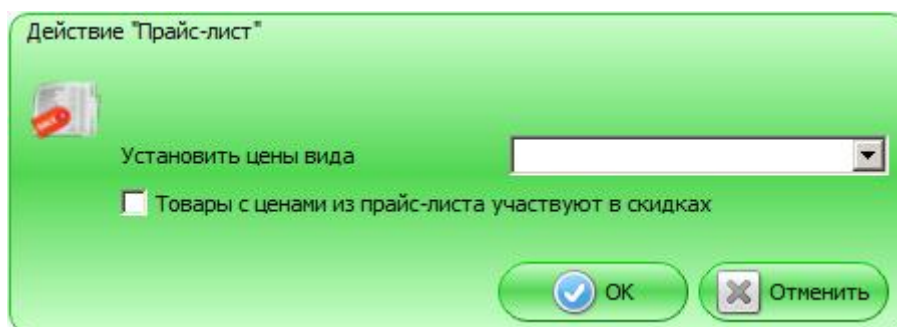 Действие "Прайс-лист"
Установить цены вида
Товары с ценами из прайс-листа участвуют в скидках
OK
Отменить